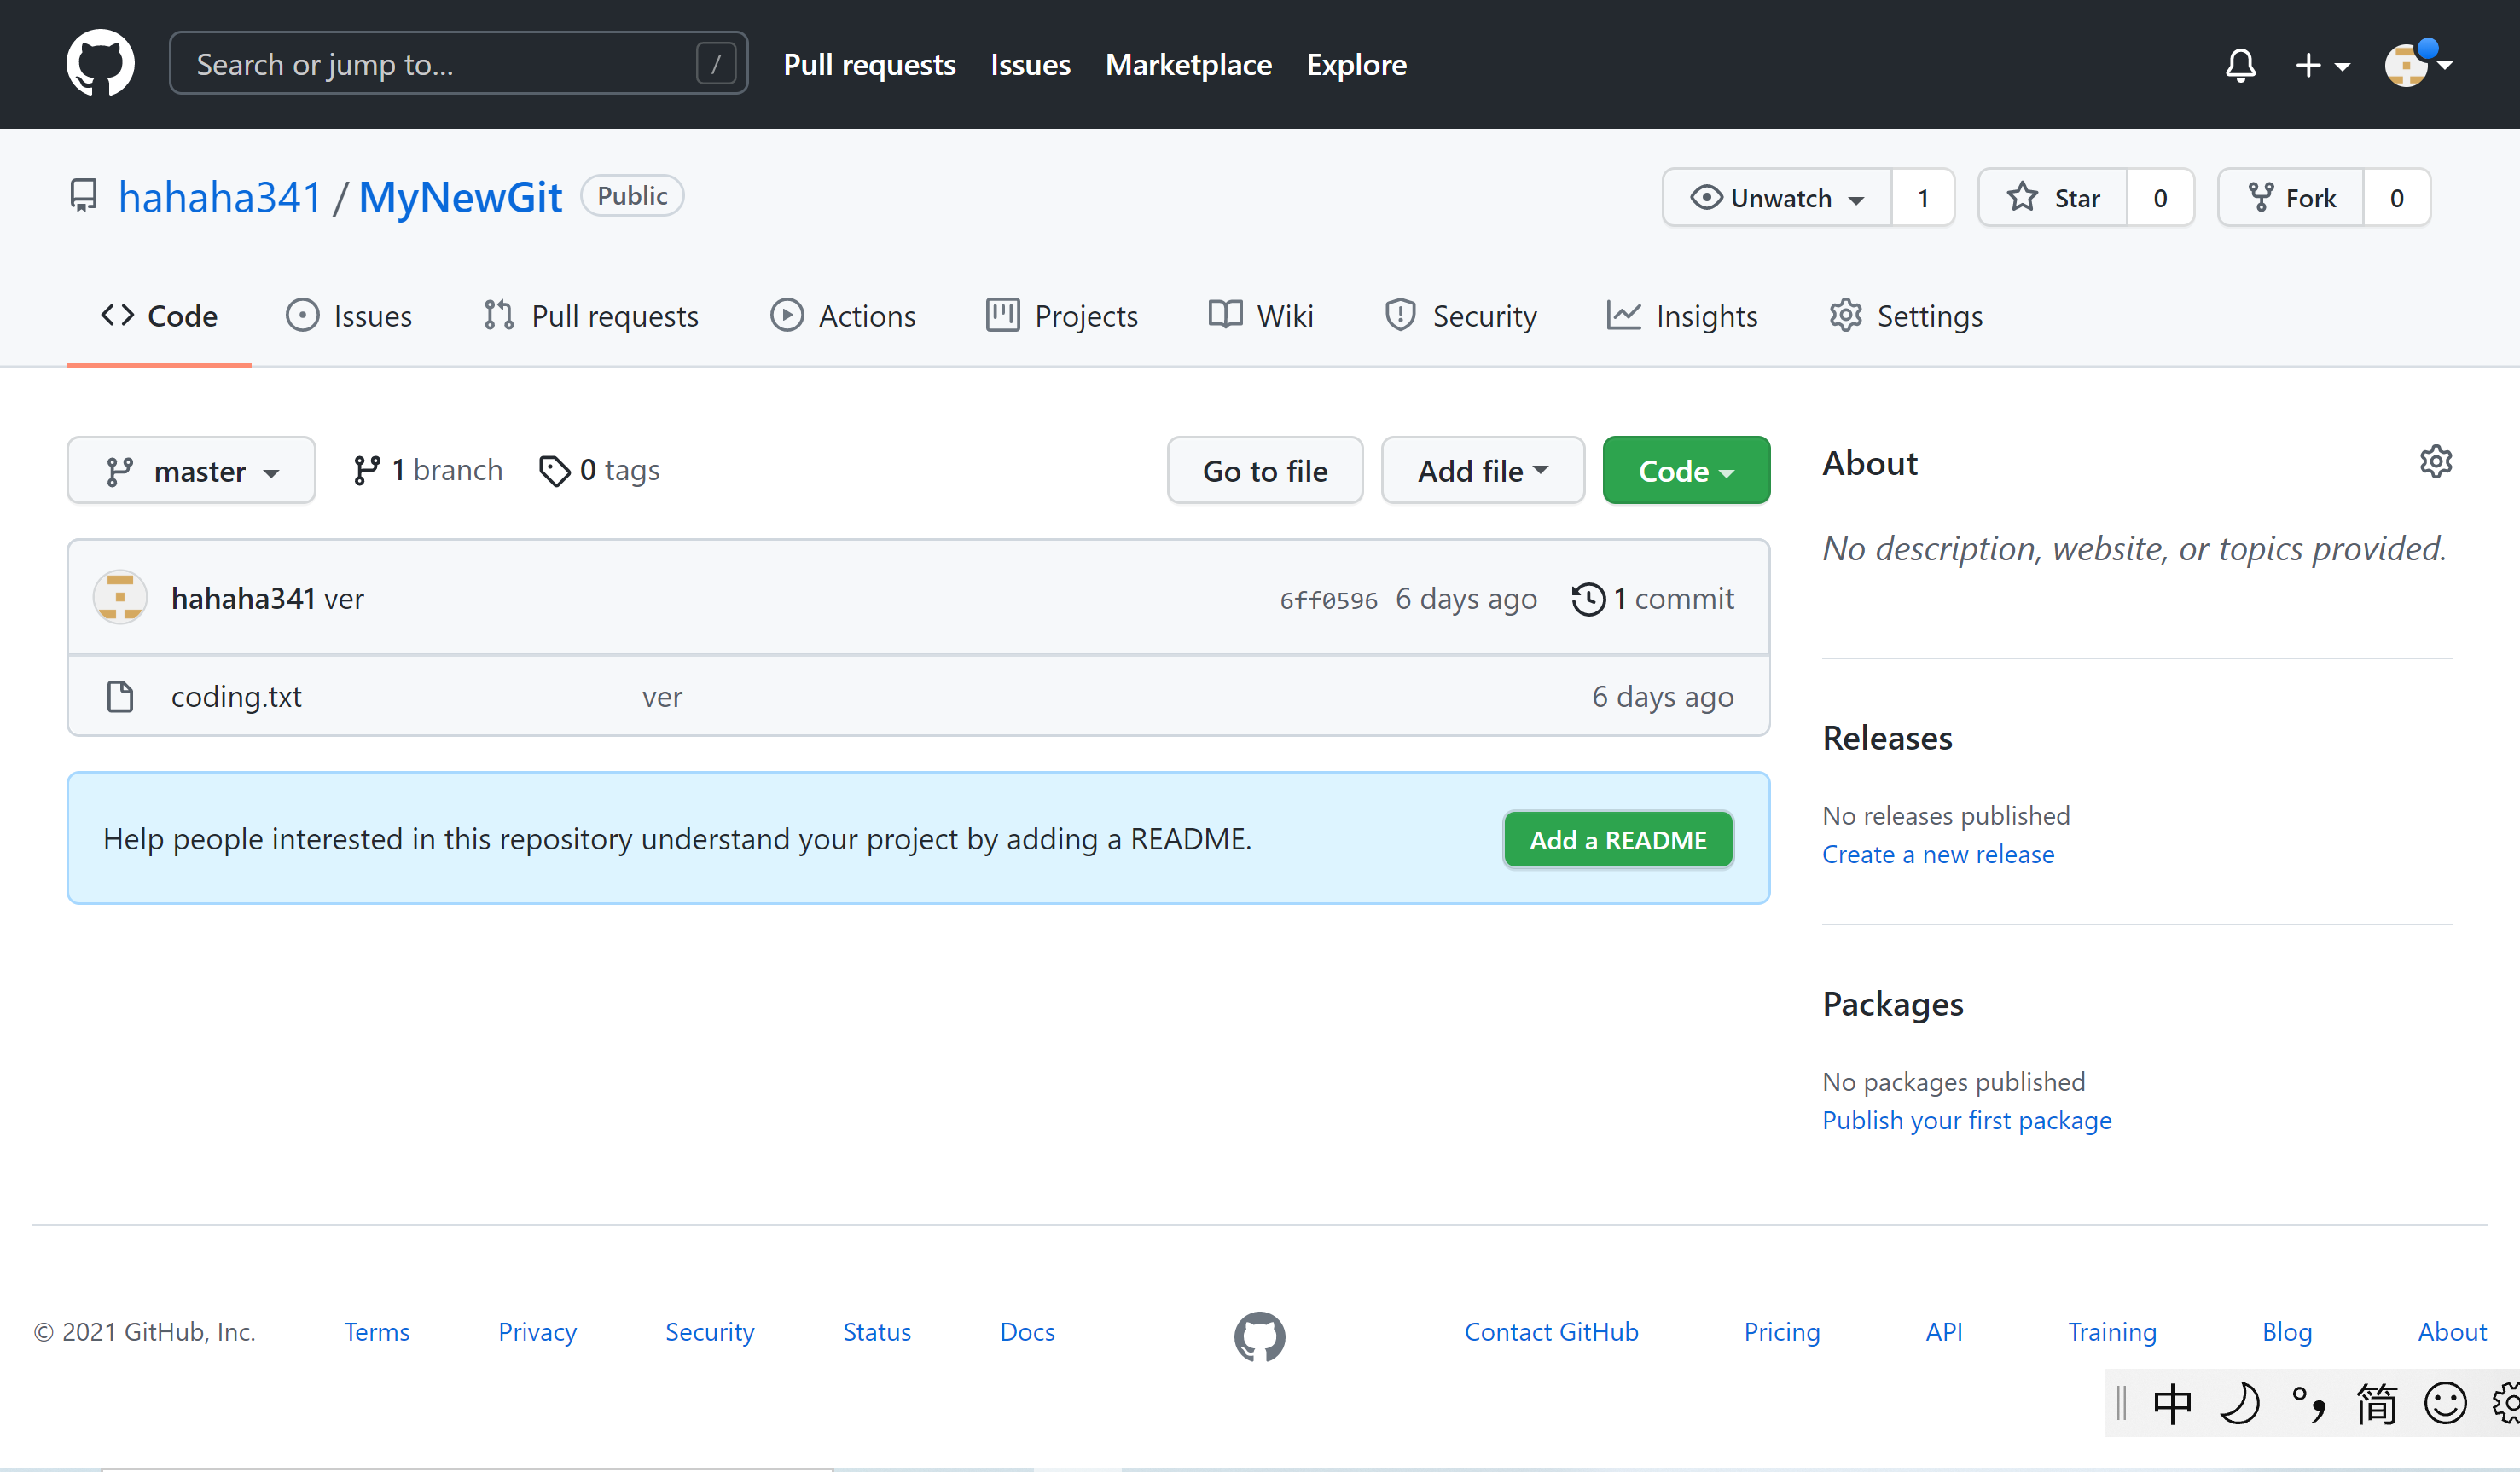 Search or jump to... / Pull requests Issues Marketplace Explore
hahaha341 / MyNewGit Public Unwatch 1 Star 0 Fork 0
Code Issues Pull requests Actions Projects Wiki Security Insights Settings
master 1 branch 0 tags Go to file Add file Code
hahaha341 ver 6ff0596 6 days ago 1 commit
coding.txt ver 6 days ago
Help people interested in this repository understand your project by adding a README. Add a README
About
No description, website, or topics provided.
Releases
No releases published
Create a new release
Packages
No packages published
Publish your first package
© 2021 GitHub, Inc. Terms Privacy Security Status Docs Contact GitHub Pricing API Training Blog About
中 °, 简